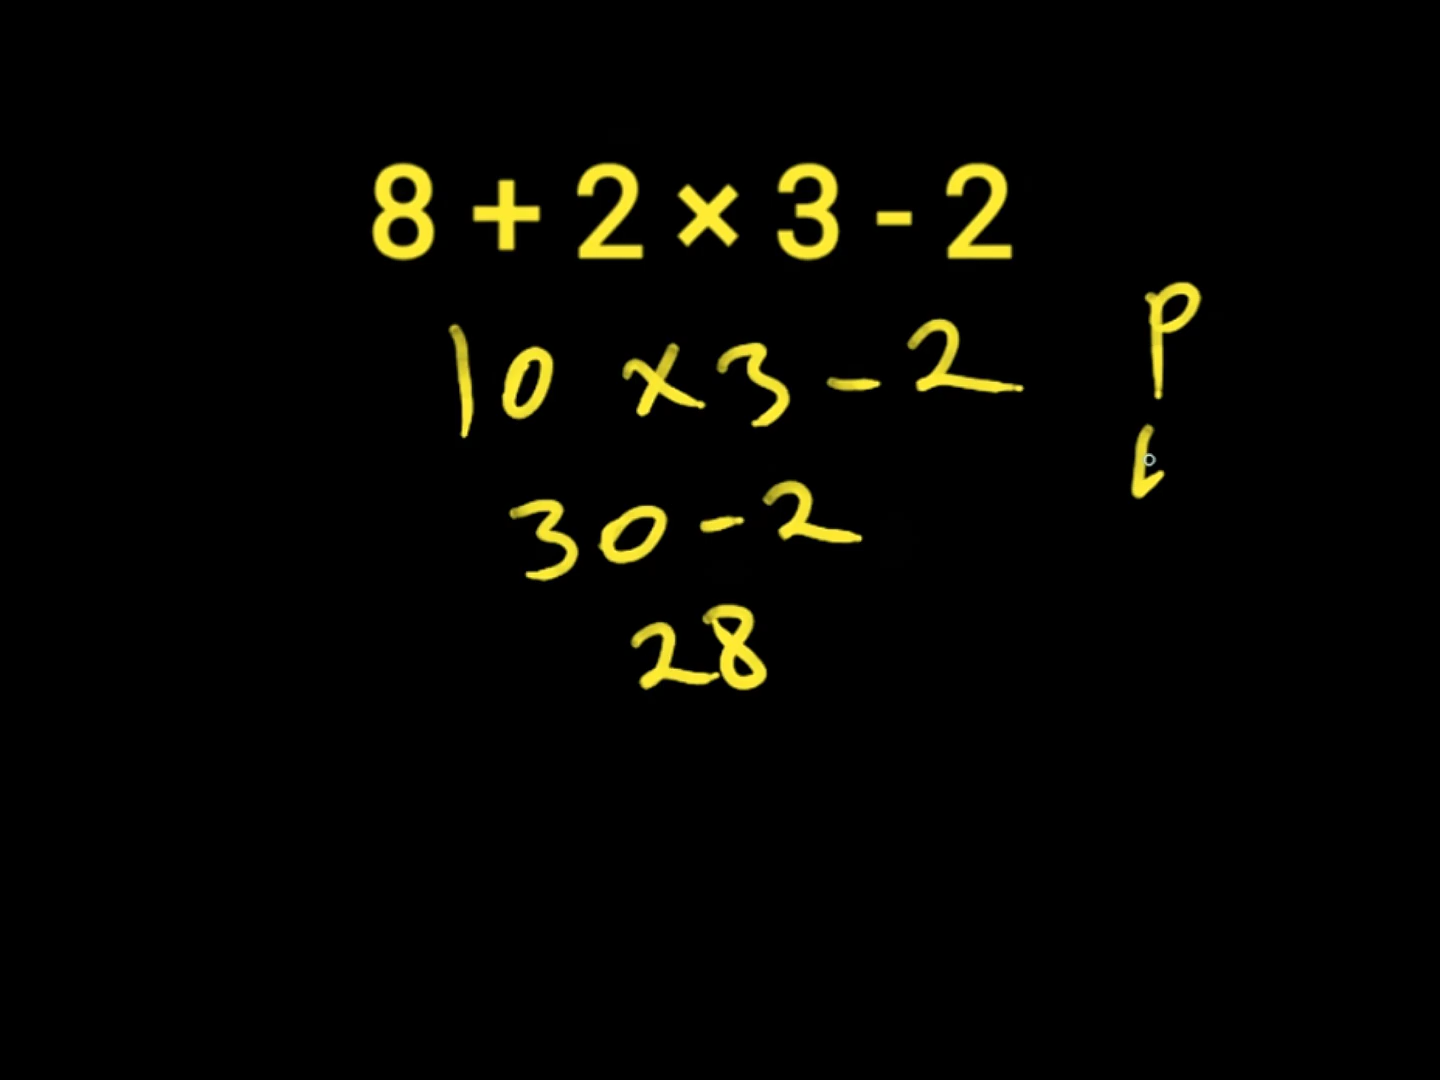 8 + 2 × 3 - 2
10 × 3 - 2
30 - 2
28
P